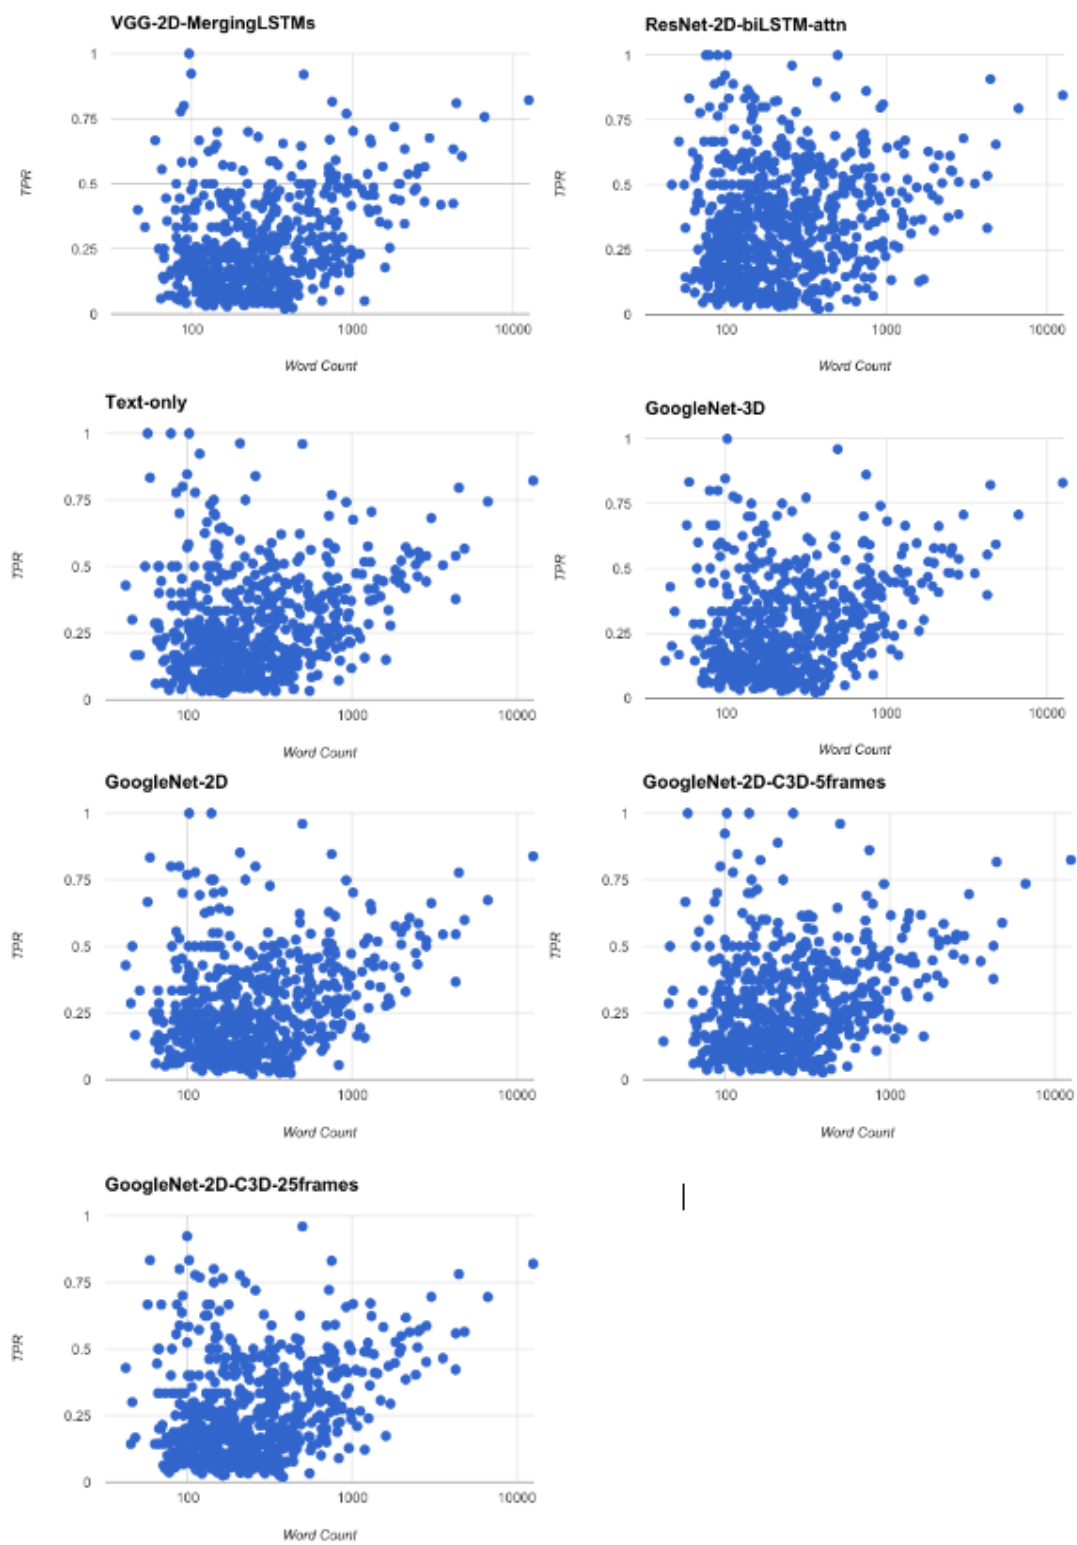 VGG-2D-MergingLSTMs
1
0.75
0.5
0.25
0
TPR
100 1000 10000
Word Count
ResNet-2D-biLSTM-attn
1
0.75
0.5
0.25
0
TPR
100 1000 10000
Word Count
Text-only
1
0.75
0.5
0.25
0
TPR
100 1000 10000
Word Count
GoogleNet-3D
1
0.75
0.5
0.25
0
TPR
100 1000 10000
Word Count
GoogleNet-2D
1
0.75
0.5
0.25
0
TPR
100 1000 10000
Word Count
GoogleNet-2D-C3D-5frames
1
0.75
0.5
0.25
0
TPR
100 1000 10000
Word Count
GoogleNet-2D-C3D-25frames
1
0.75
0.5
0.25
0
TPR
100 1000 10000
Word Count